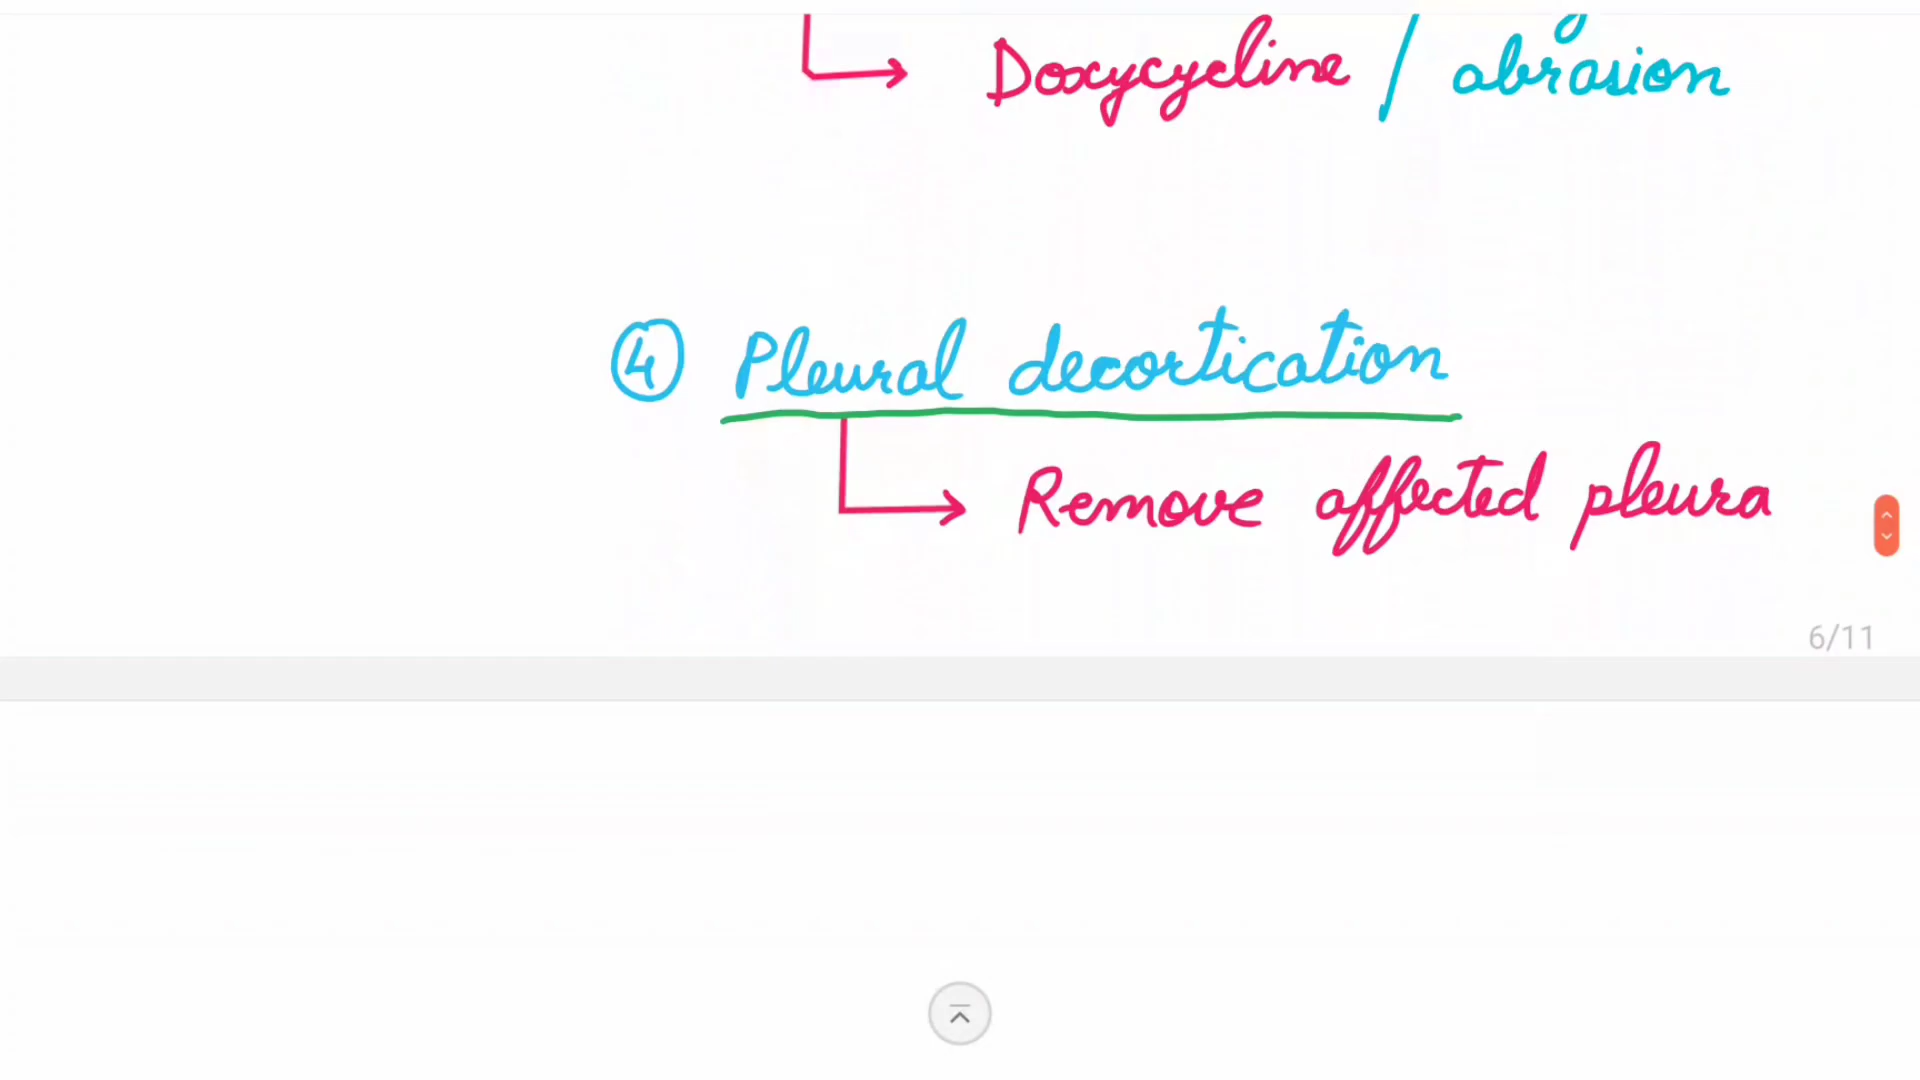 Doxycycline / abrasion
④ Pleural decortication
Remove affected pleura
6/11